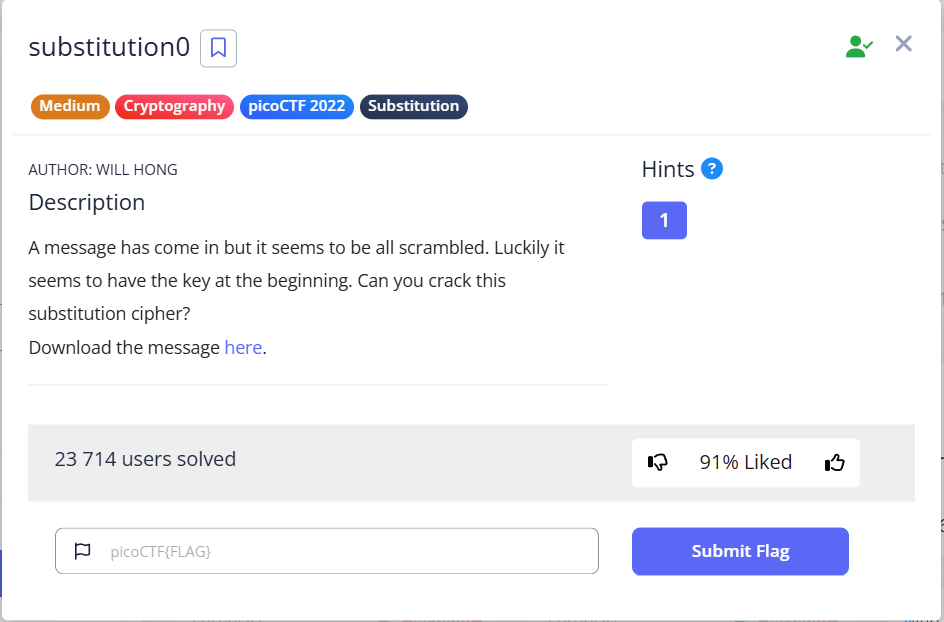 substitution0
Medium Cryptography picoCTF 2022 Substitution
AUTHOR: WILL HONG
Hints ?
Description
1
A message has come in but it seems to be all scrambled. Luckily it
seems to have the key at the beginning. Can you crack this
substitution cipher?
Download the message here.
23 714 users solved
91% Liked
picoCTF{FLAG}
Submit Flag